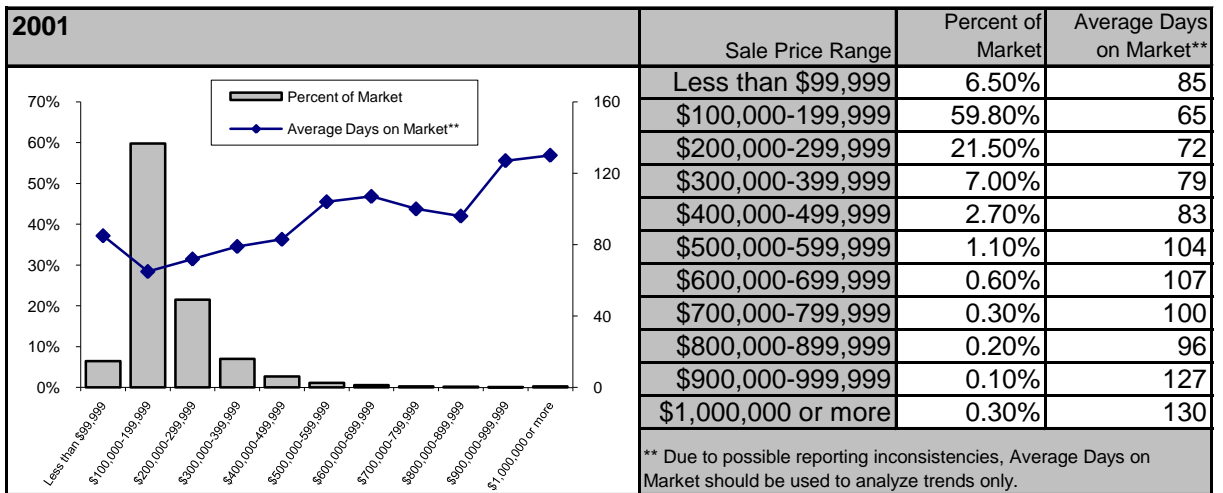 2001
Sale Price Range
Percent of Market
Average Days on Market**
Less than $99,999 6.50% 85
$100,000-199,999 59.80% 65
$200,000-299,999 21.50% 72
$300,000-399,999 7.00% 79
$400,000-499,999 2.70% 83
$500,000-599,999 1.10% 104
$600,000-699,999 0.60% 107
$700,000-799,999 0.30% 100
$800,000-899,999 0.20% 96
$900,000-999,999 0.10% 127
$1,000,000 or more 0.30% 130
** Due to possible reporting inconsistencies, Average Days on
Market should be used to analyze trends only.
Percent of Market
Average Days on Market**
70%
60%
50%
40%
30%
20%
10%
0%
160
120
80
40
0
Less than $99,999
$100,000-199,999
$200,000-299,999
$300,000-399,999
$400,000-499,999
$500,000-599,999
$600,000-699,999
$700,000-799,999
$800,000-899,999
$900,000-999,999
$1,000,000 or more